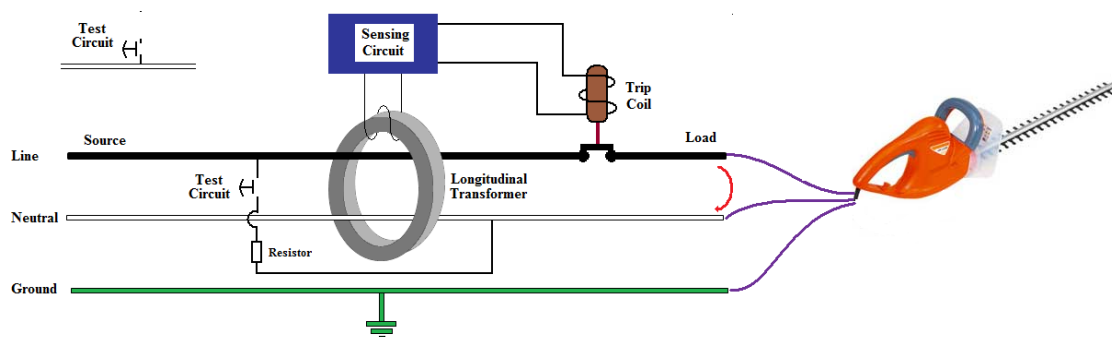 Test
Circuit
Sensing
Circuit
Trip
Coil
Source
Load
Line
Test
Circuit
Longitudinal
Transformer
Neutral
Resistor
Ground